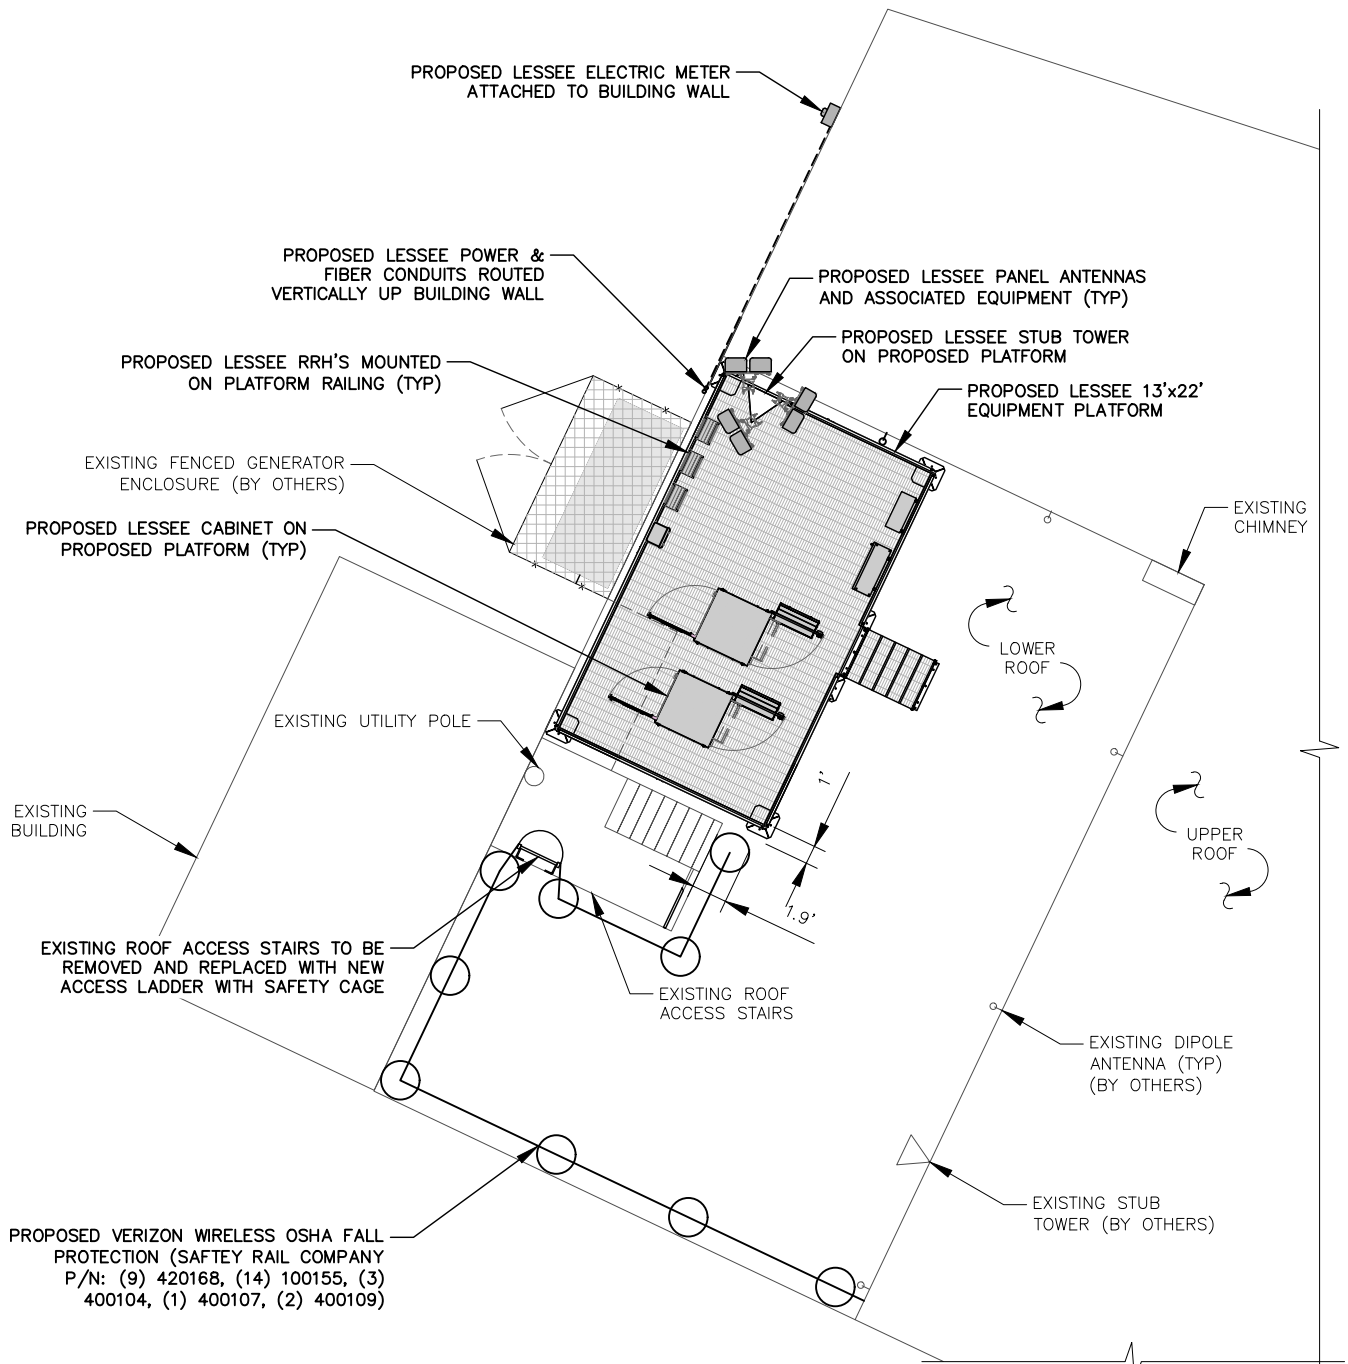 PROPOSED LESSEE ELECTRIC METER
ATTACHED TO BUILDING WALL
PROPOSED LESSEE POWER &
FIBER CONDUITS ROUTED
VERTICALLY UP BUILDING WALL
PROPOSED LESSEE PANEL ANTENNAS
AND ASSOCIATED EQUIPMENT (TYP)
PROPOSED LESSEE STUB TOWER
ON PROPOSED PLATFORM
PROPOSED LESSEE RRH'S MOUNTED
ON PLATFORM RAILING (TYP)
PROPOSED LESSEE 13'x22'
EQUIPMENT PLATFORM
EXISTING FENCED GENERATOR
ENCLOSURE (BY OTHERS)
EXISTING
CHIMNEY
PROPOSED LESSEE CABINET ON
PROPOSED PLATFORM (TYP)
LOWER
ROOF
EXISTING UTILITY POLE
1'
EXISTING
BUILDING
UPPER
ROOF
1.9'
EXISTING ROOF ACCESS STAIRS TO BE
REMOVED AND REPLACED WITH NEW
ACCESS LADDER WITH SAFETY CAGE
EXISTING ROOF
ACCESS STAIRS
EXISTING DIPOLE
ANTENNA (TYP)
(BY OTHERS)
EXISTING STUB
TOWER (BY OTHERS)
PROPOSED VERIZON WIRELESS OSHA FALL
PROTECTION (SAFTEY RAIL COMPANY
P/N: (9) 420168, (14) 100155, (3)
400104, (1) 400107, (2) 400109)